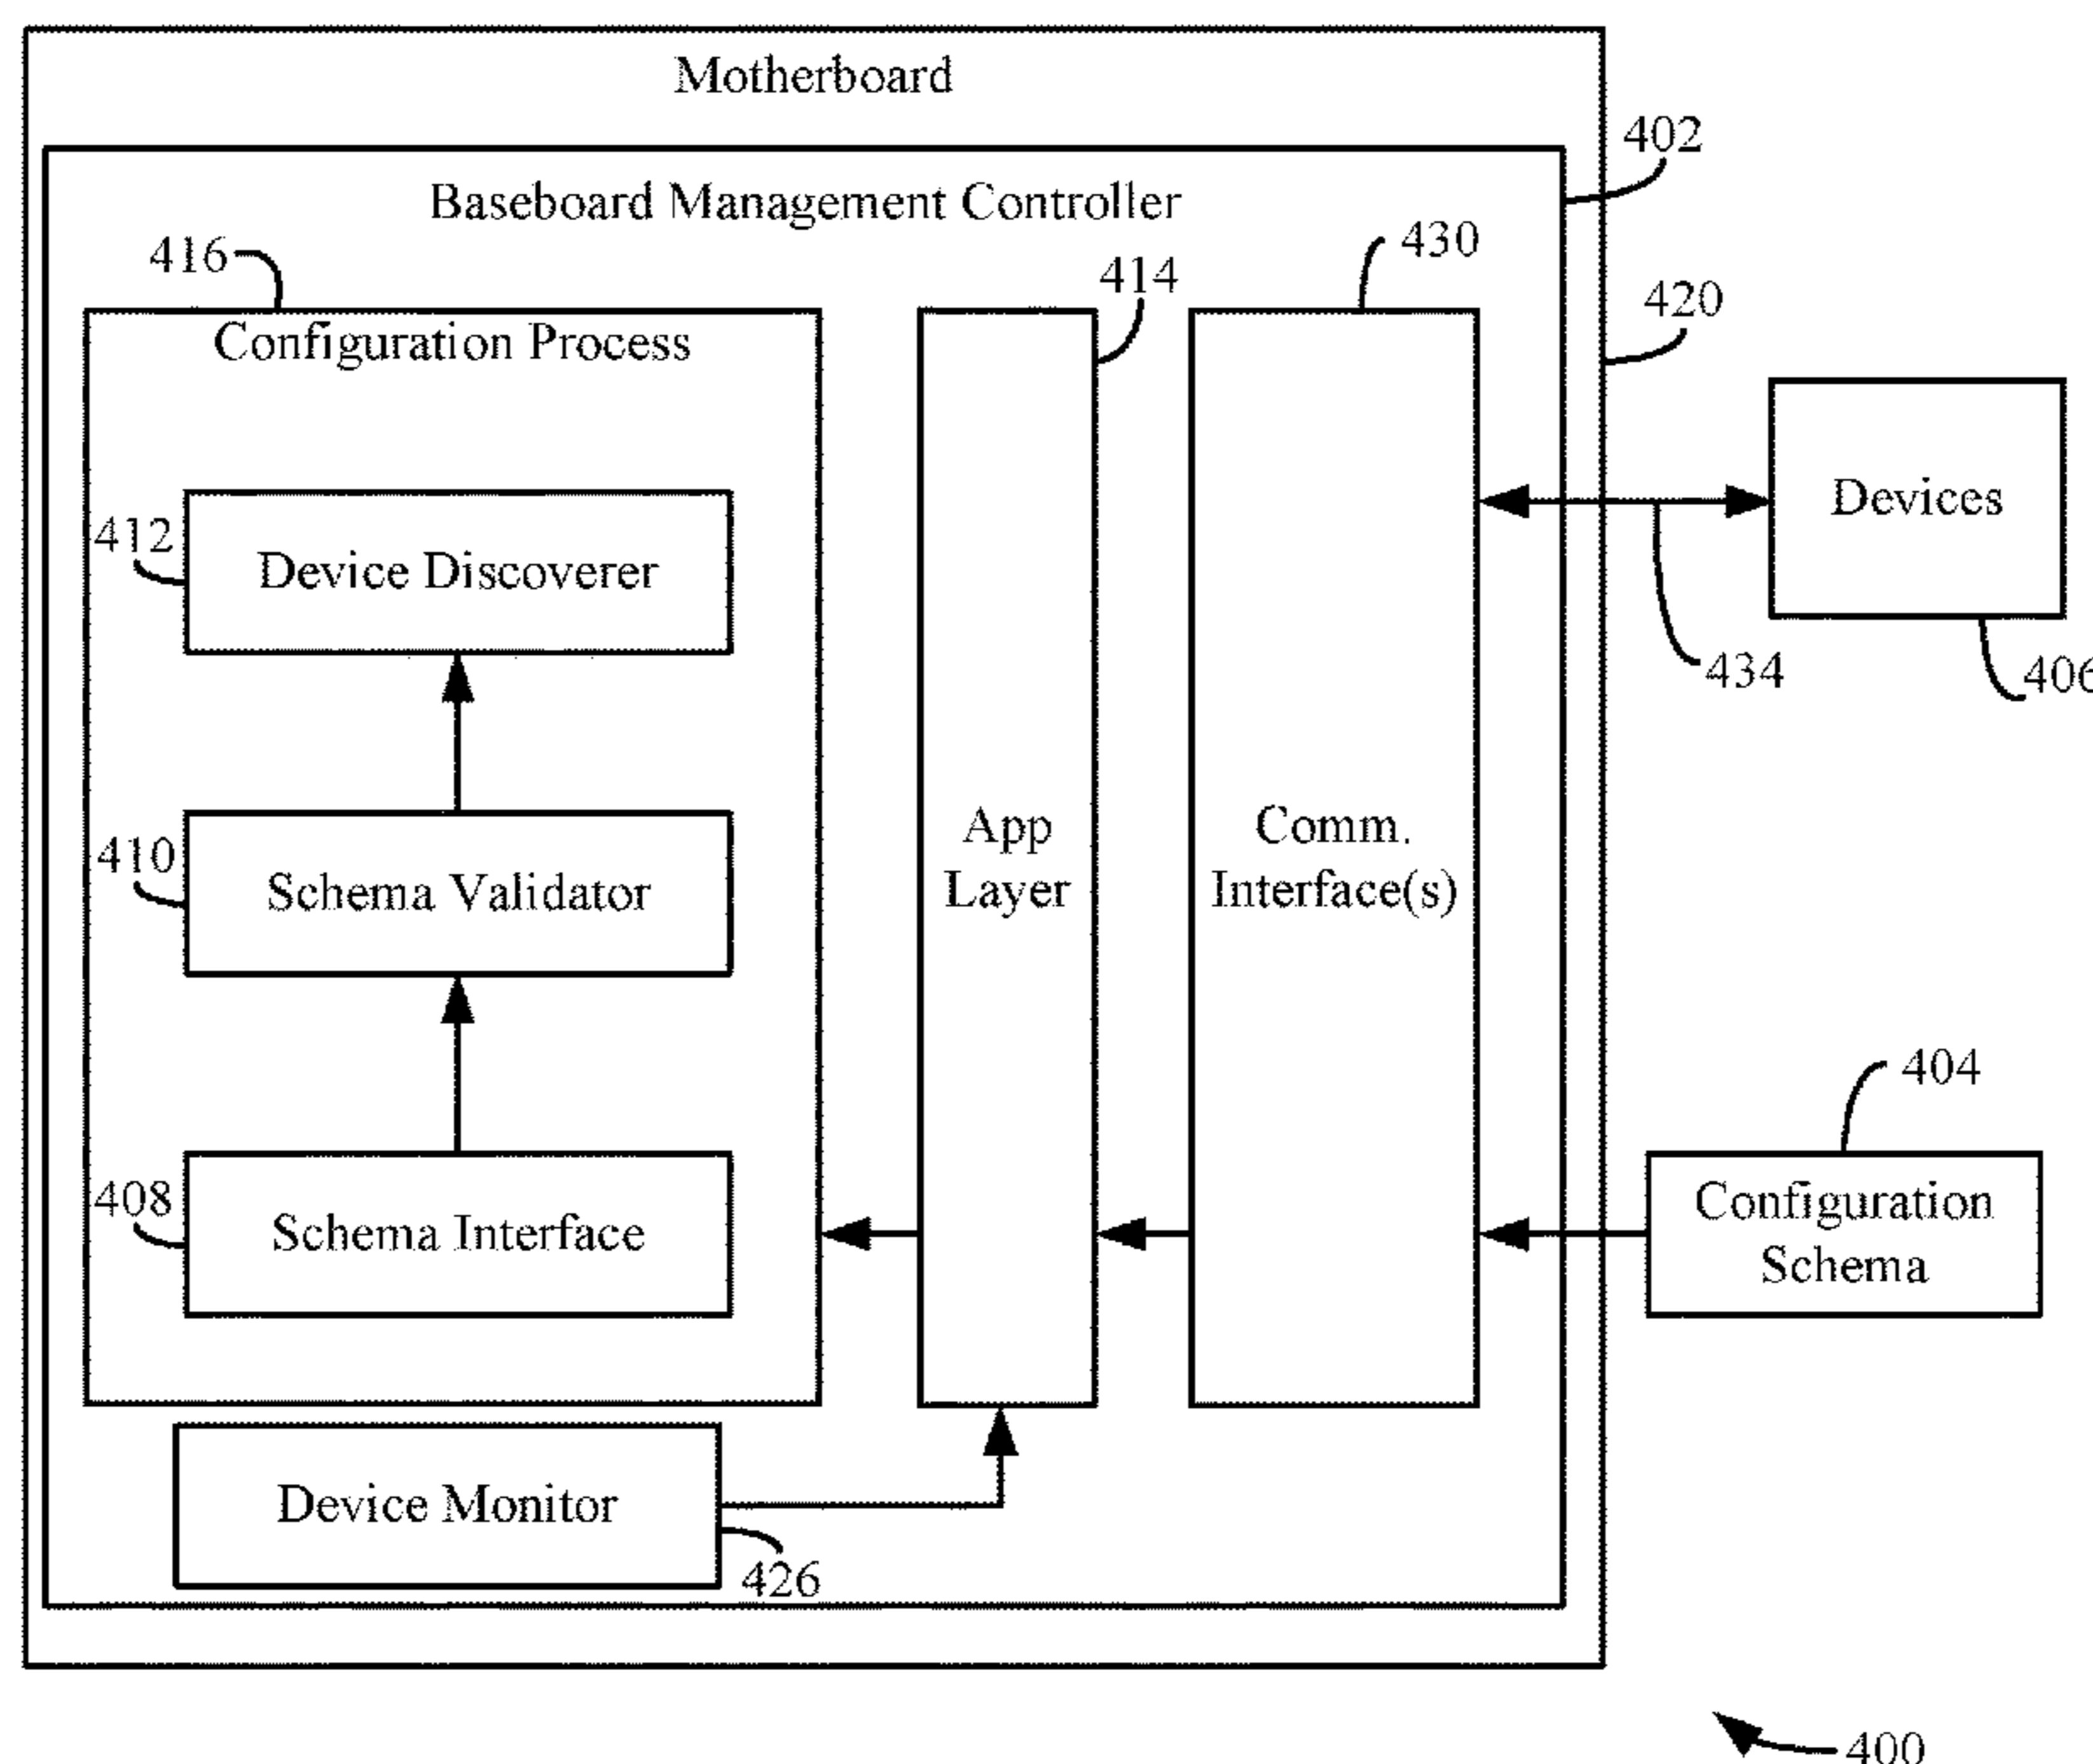 Motherboard
402
Baseboard Management Controller
416
430
414
420
Configuration Process
Devices
412
Device Discoverer
434
406
App
Layer
Comm.
Interface(s)
410
Schema Validator
404
408
Schema Interface
Configuration
Schema
Device Monitor
426
400